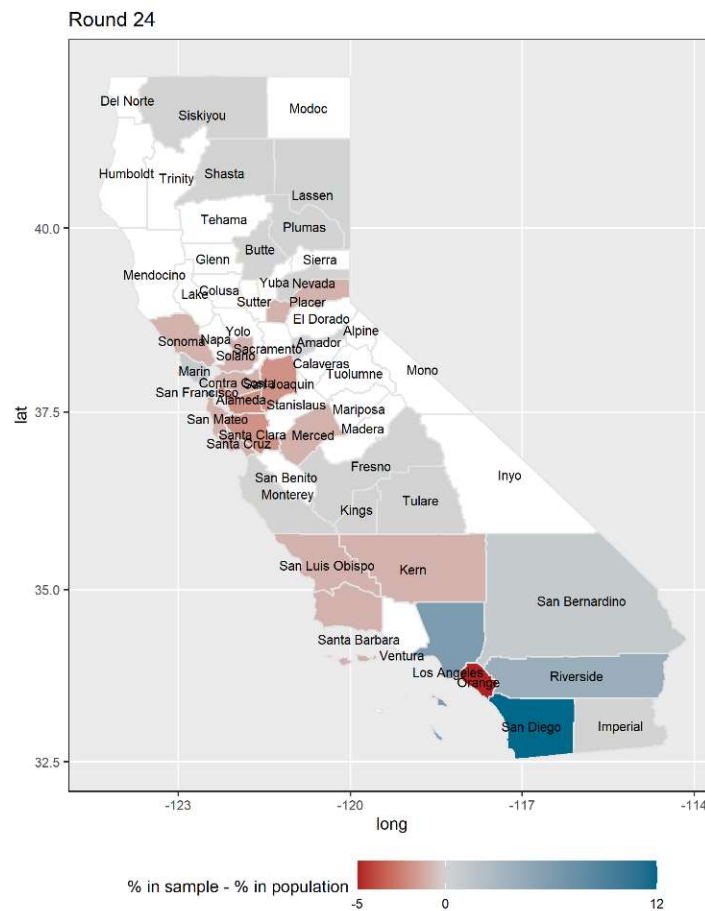 Round 24
Del Norte
Siskiyou
Modoc
Humboldt
Trinity
Shasta
Lassen
Tehama
Plumas
Butte
Glenn
Sierra
Mendocino
Lake
Colusa
Yuba
Nevada
Sutter
Placer
El Dorado
Yolo
Alpine
Sonoma
Napa
Sacramento
Amador
Solano
Marin
Calaveras
Mono
Tuolumne
Contra Costa
San Joaquin
San Francisco
Alameda
Stanislaus
Mariposa
San Mateo
Santa Clara
Merced
Madera
Santa Cruz
Fresno
San Benito
Inyo
Monterey
Tulare
Kings
San Luis Obispo
Kern
San Bernardino
Santa Barbara
Ventura
Los Angeles
Riverside
Orange
San Diego
Imperial
40.0
37.5
35.0
32.5
lat
-123
-120
-117
-114
long
% in sample - % in population
-5
0
12